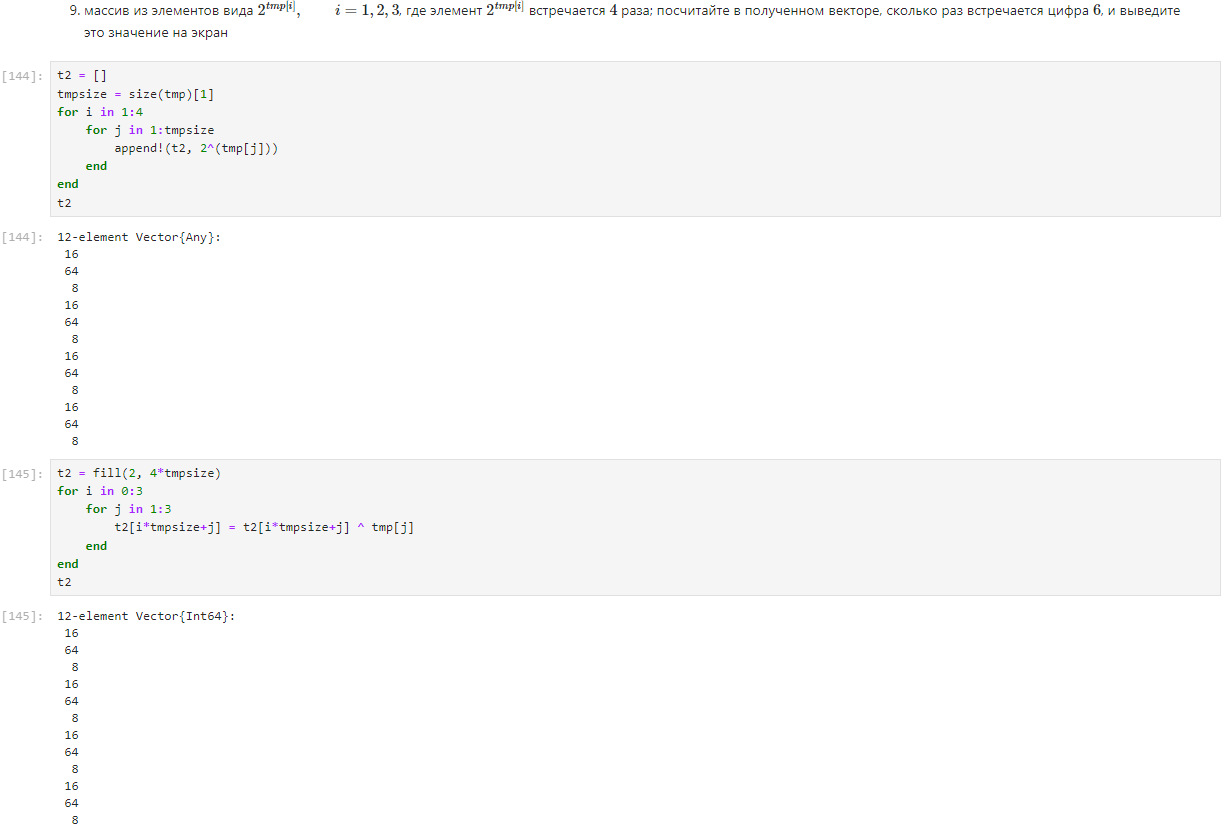 9. массив из элементов вида 2^{tmp[i]}, i = 1, 2, 3, где элемент 2^{tmp[i]} встречается 4 раза; посчитайте в полученном векторе, сколько раз встречается цифра 6, и выведите
это значение на экран
[144]: t2 = []
tmpsize = size(tmp)[1]
for i in 1:4
    for j in 1:tmpsize
        append!(t2, 2^(tmp[j]))
    end
end
t2
[144]: 12-element Vector{Any}:
16
64
8
16
64
8
16
64
8
16
64
8
[145]: t2 = fill(2, 4*tmpsize)
for i in 0:3
    for j in 1:3
        t2[i*tmpsize+j] = t2[i*tmpsize+j] ^ tmp[j]
    end
end
t2
[145]: 12-element Vector{Int64}:
16
64
8
16
64
8
16
64
8
16
64
8